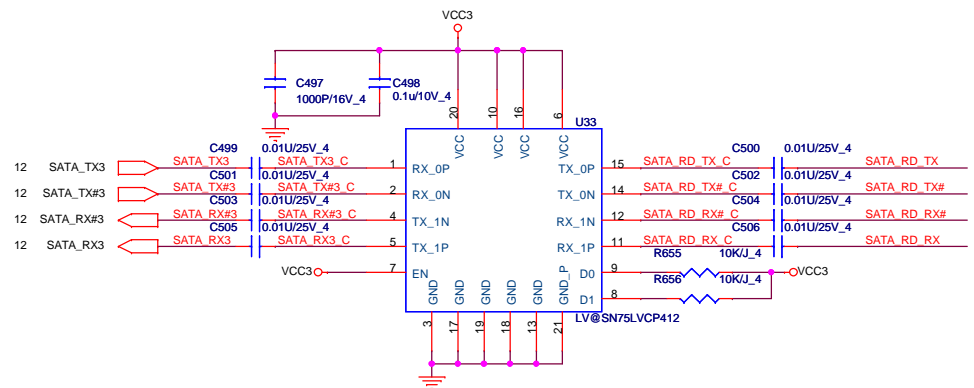 VCC3
C497
1000P/16V_4
C498
0.1u/10V_4
20
10
16
6
U33
VCC
VCC
VCC
VCC
C499
0.01U/25V_4
C500
0.01U/25V_4
12
SATA_TX3
SATA_TX3
SATA_TX3_C
1
RX_0P
TX_0P
15
SATA_RD_TX_C
SATA_RD_TX
C501
0.01U/25V_4
C502
0.01U/25V_4
12
SATA_TX#3
SATA_TX#3
SATA_TX#3_C
2
RX_0N
TX_0N
14
SATA_RD_TX#_C
SATA_RD_TX#
C503
0.01U/25V_4
C504
0.01U/25V_4
12
SATA_RX#3
SATA_RX#3
SATA_RX#3_C
4
TX_1N
RX_1N
12
SATA_RD_RX#_C
SATA_RD_RX#
C505
0.01U/25V_4
C506
0.01U/25V_4
12
SATA_RX3
SATA_RX3
SATA_RX3_C
5
TX_1P
RX_1P
11
SATA_RD_RX_C
SATA_RD_RX
R655
10K/J_4
VCC3
7
EN
D0
9
VCC3
R656
10K/J_4
D1
8
GND
GND
GND
GND
GND
GND_P
LV@SN75LVCP412
3
17
19
18
13
21